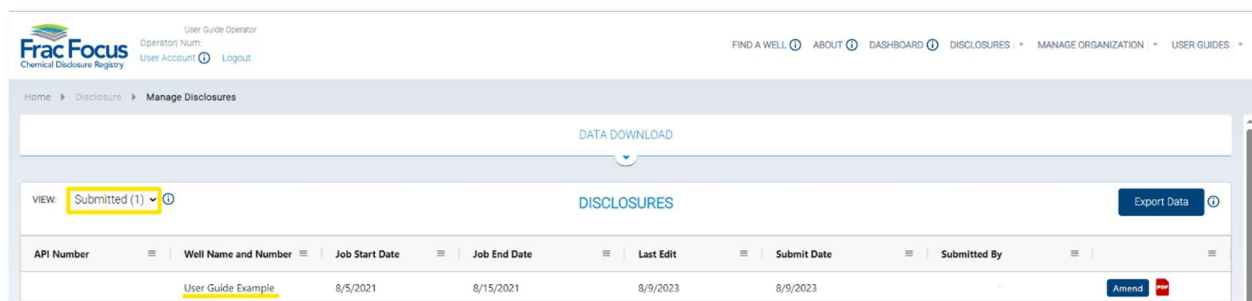 User Guide Operator
Frac Focus
Chemical Disclosure Registry
Operator| Num:
User Account Logout
FIND A WELL ABOUT DASHBOARD DISCLOSURES MANAGE ORGANIZATION USER GUIDES
Home Disclosure Manage Disclosures
DATA DOWNLOAD
VIEW: Submitted (1)
DISCLOSURES
Export Data
API Number Well Name and Number Job Start Date Job End Date Last Edit Submit Date Submitted By
User Guide Example 8/5/2021 8/15/2021 8/9/2023 8/9/2023 Amend PDF